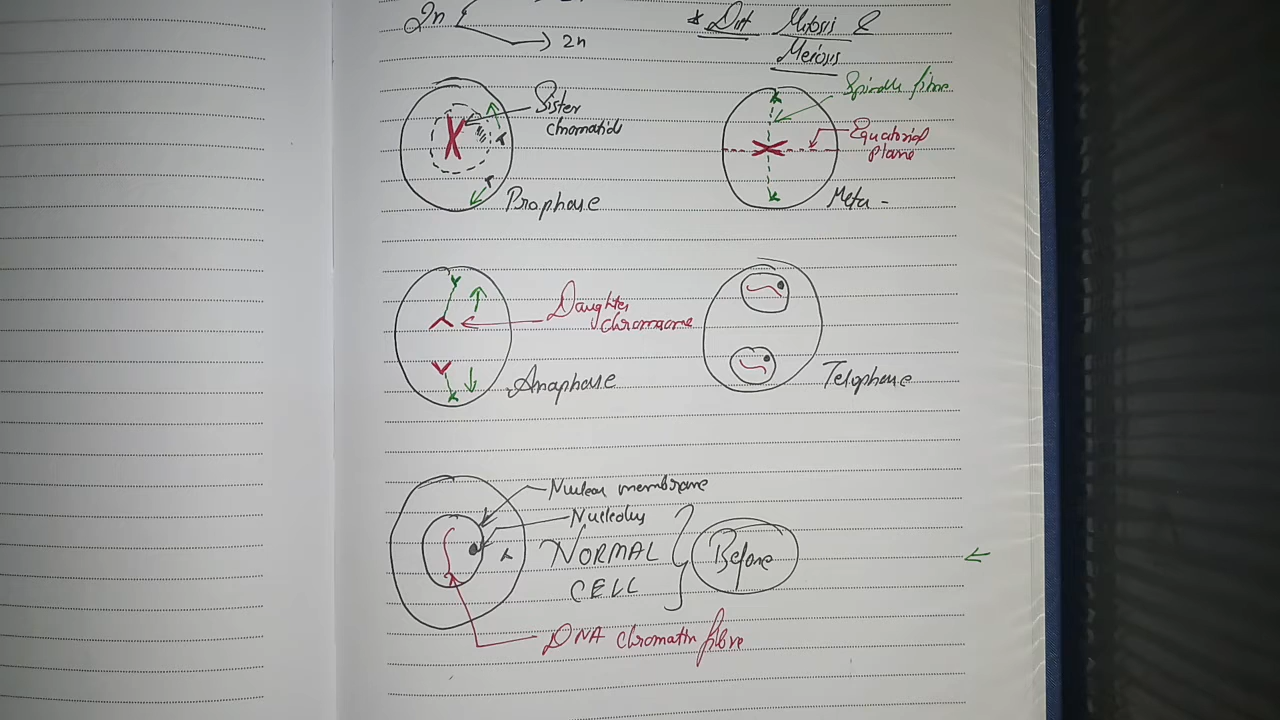 2n
2n
* Diff Mitosis &
Meiosis
Sister
chromatid
Prophase
Spindle fibre
Equatorial
plane
Meta -
Daughter
chromosome
Anaphase
Telophase
Nuclear membrane
Nucleolus
NORMAL
CELL
Before
DNA chromatin fibre